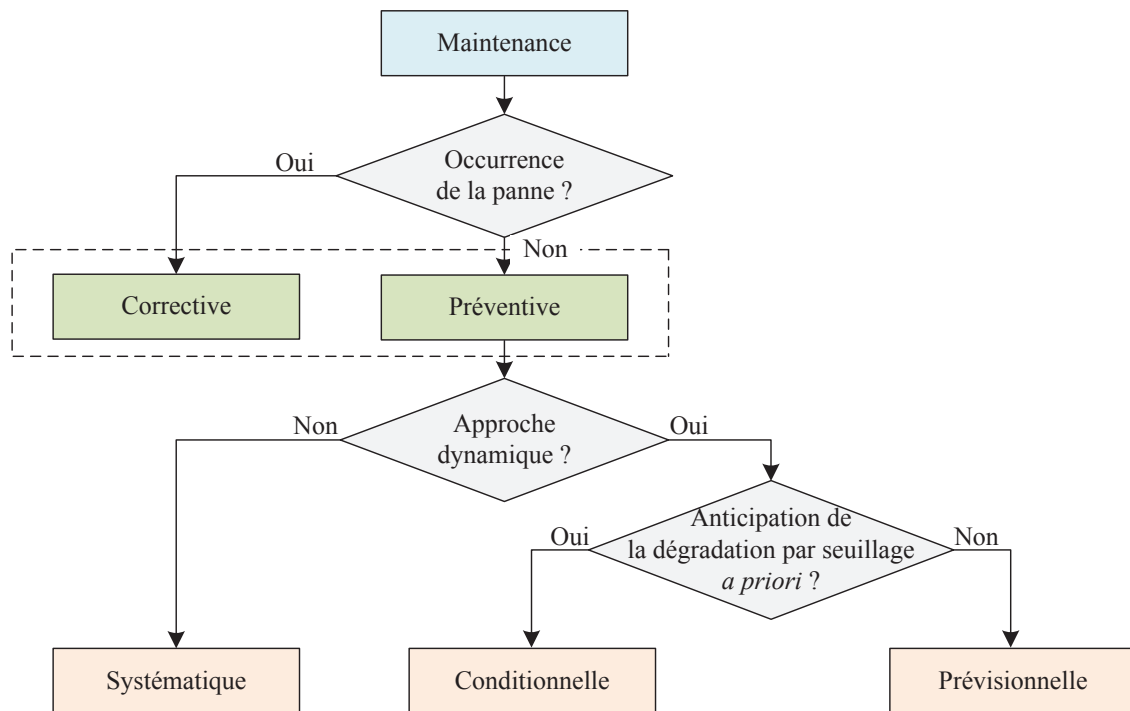 Maintenance
Occurrence
de la panne ?
Oui
Non
Corrective
Préventive
Approche
dynamique ?
Non
Oui
Anticipation de
la dégradation par seuillage
a priori ?
Oui
Non
Systématique
Conditionnelle
Prévisionnelle